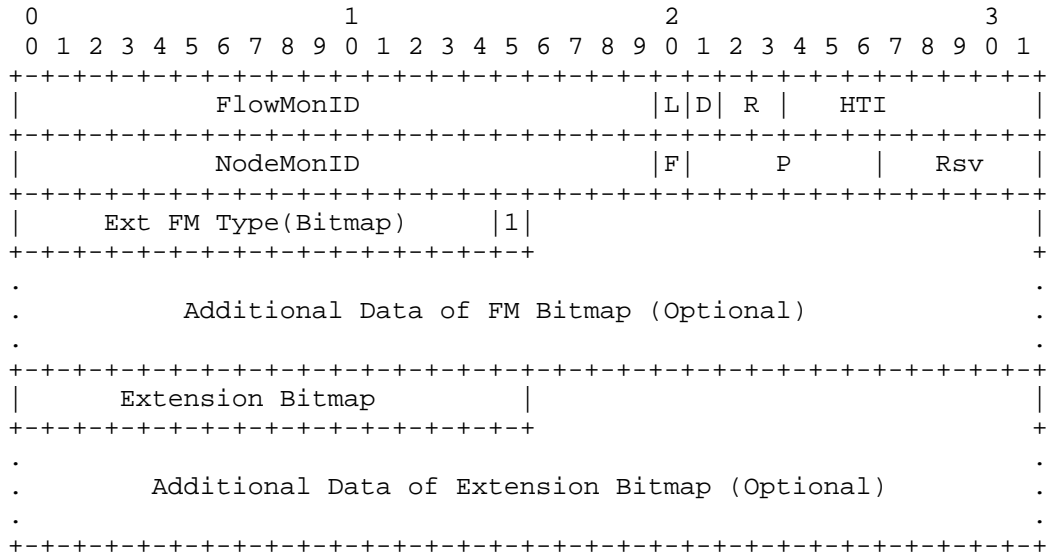 0                   1                   2                   3
 0 1 2 3 4 5 6 7 8 9 0 1 2 3 4 5 6 7 8 9 0 1 2 3 4 5 6 7 8 9 0 1
+-+-+-+-+-+-+-+-+-+-+-+-+-+-+-+-+-+-+-+-+-+-+-+-+-+-+-+-+-+-+-+-+
|            FlowMonID                  |L|D| R |   HTI         |
+-+-+-+-+-+-+-+-+-+-+-+-+-+-+-+-+-+-+-+-+-+-+-+-+-+-+-+-+-+-+-+-+
|            NodeMonID                  |F|     P     |   Rsv   |
+-+-+-+-+-+-+-+-+-+-+-+-+-+-+-+-+-+-+-+-+-+-+-+-+-+-+-+-+-+-+-+-+
|     Ext FM Type(Bitmap)     |1|                               |
+-+-+-+-+-+-+-+-+-+-+-+-+-+-+-+-+                               +
.                                                               .
.          Additional Data of FM Bitmap (Optional)              .
.                                                               .
+-+-+-+-+-+-+-+-+-+-+-+-+-+-+-+-+-+-+-+-+-+-+-+-+-+-+-+-+-+-+-+-+
|      Extension Bitmap         |                               |
+-+-+-+-+-+-+-+-+-+-+-+-+-+-+-+-+                               +
.                                                               .
.        Additional Data of Extension Bitmap (Optional)         .
.                                                               .
+-+-+-+-+-+-+-+-+-+-+-+-+-+-+-+-+-+-+-+-+-+-+-+-+-+-+-+-+-+-+-+-+